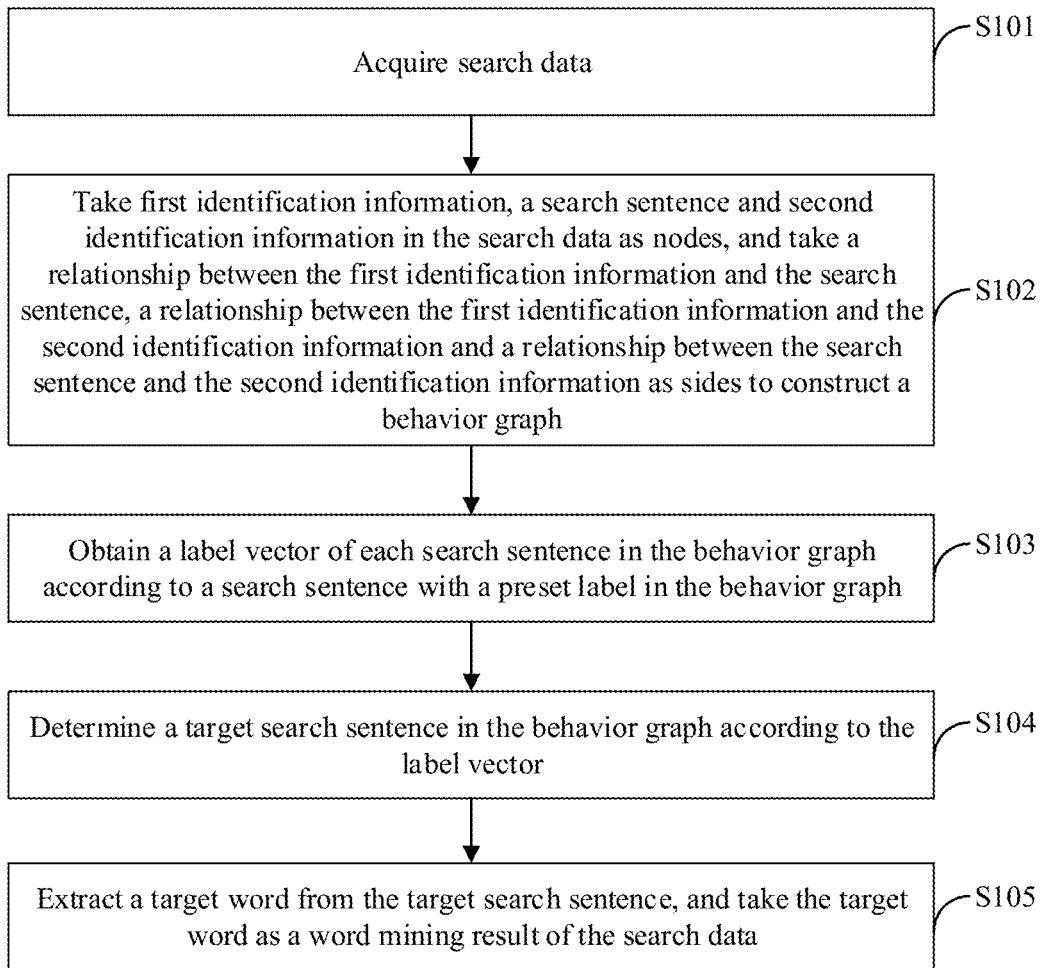 Acquire search data
S101
Take first identification information, a search sentence and second
identification information in the search data as nodes, and take a
relationship between the first identification information and the search
sentence, a relationship between the first identification information and the
second identification information and a relationship between the search
sentence and the second identification information as sides to construct a
behavior graph
S102
Obtain a label vector of each search sentence in the behavior graph
according to a search sentence with a preset label in the behavior graph
S103
Determine a target search sentence in the behavior graph according to the
label vector
S104
Extract a target word from the target search sentence, and take the target
word as a word mining result of the search data
S105